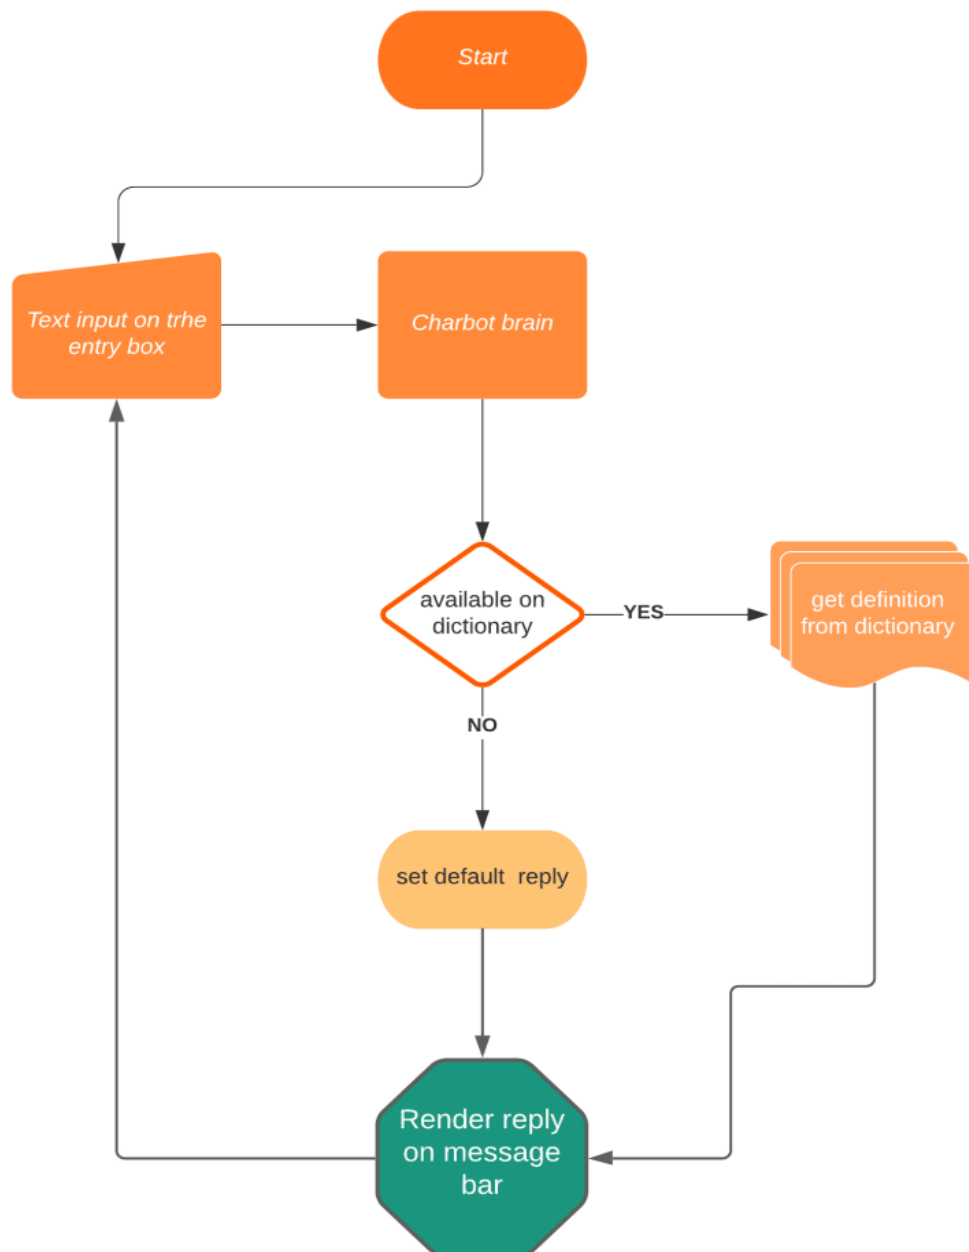 Start
Text input on trhe
entry box
Charbot brain
available on
dictionary
YES
get definition
from dictionary
NO
set default  reply
Render reply
on message
bar